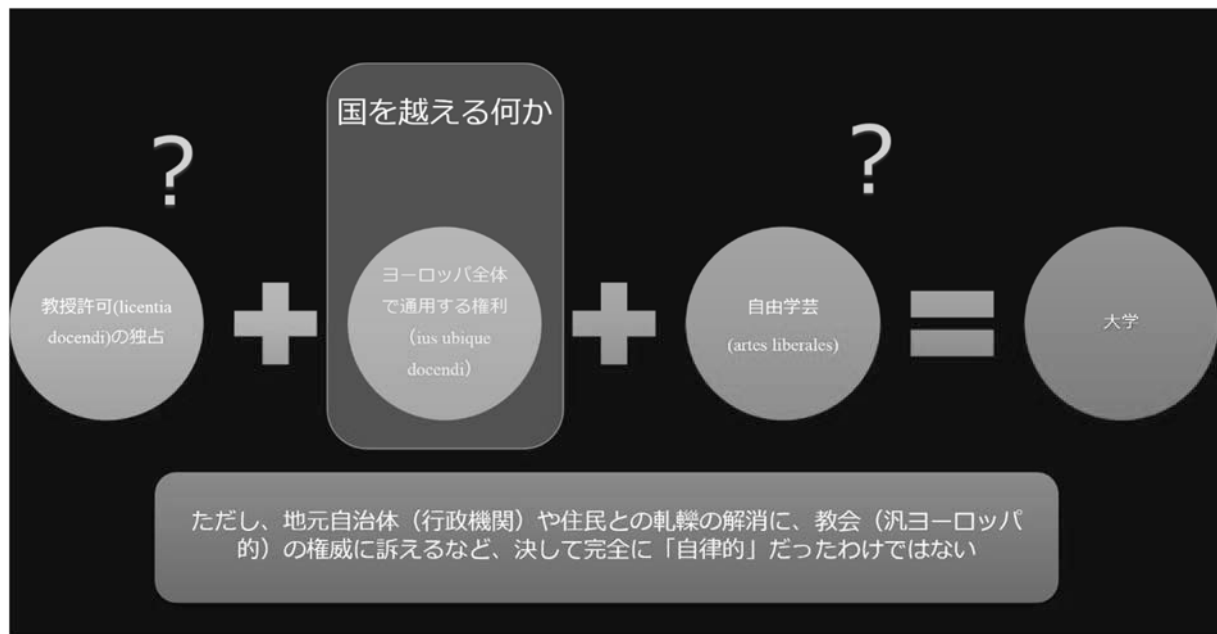 国を越える何か
?
?
教授許可(licentia
docendi)の独占
ヨーロッパ全体
で通用する権利
（ius ubique
docendi）
自由学芸
(artes liberales)
大学
ただし、地元自治体（行政機関）や住民との軋轢の解消に、教会（汎ヨーロッパ
的）の権威に訴えるなど、決して完全に「自律的」だったわけではない